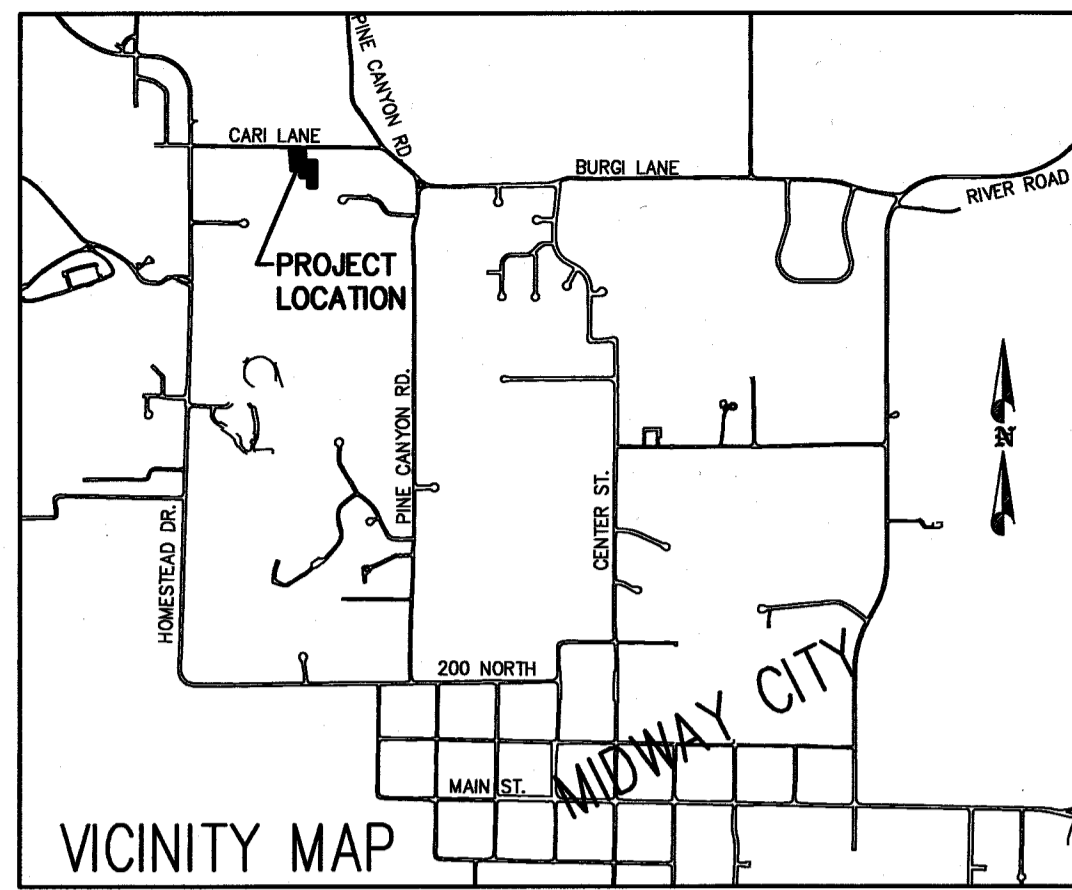 PINE CANYON RD
CARI LANE
BURGI LANE
RIVER ROAD
PROJECT
LOCATION
PINE CANYON RD.
N
CENTER ST.
HOMESTEAD DR.
200 NORTH
MIDWAY CITY
MAIN ST.
VICINITY MAP